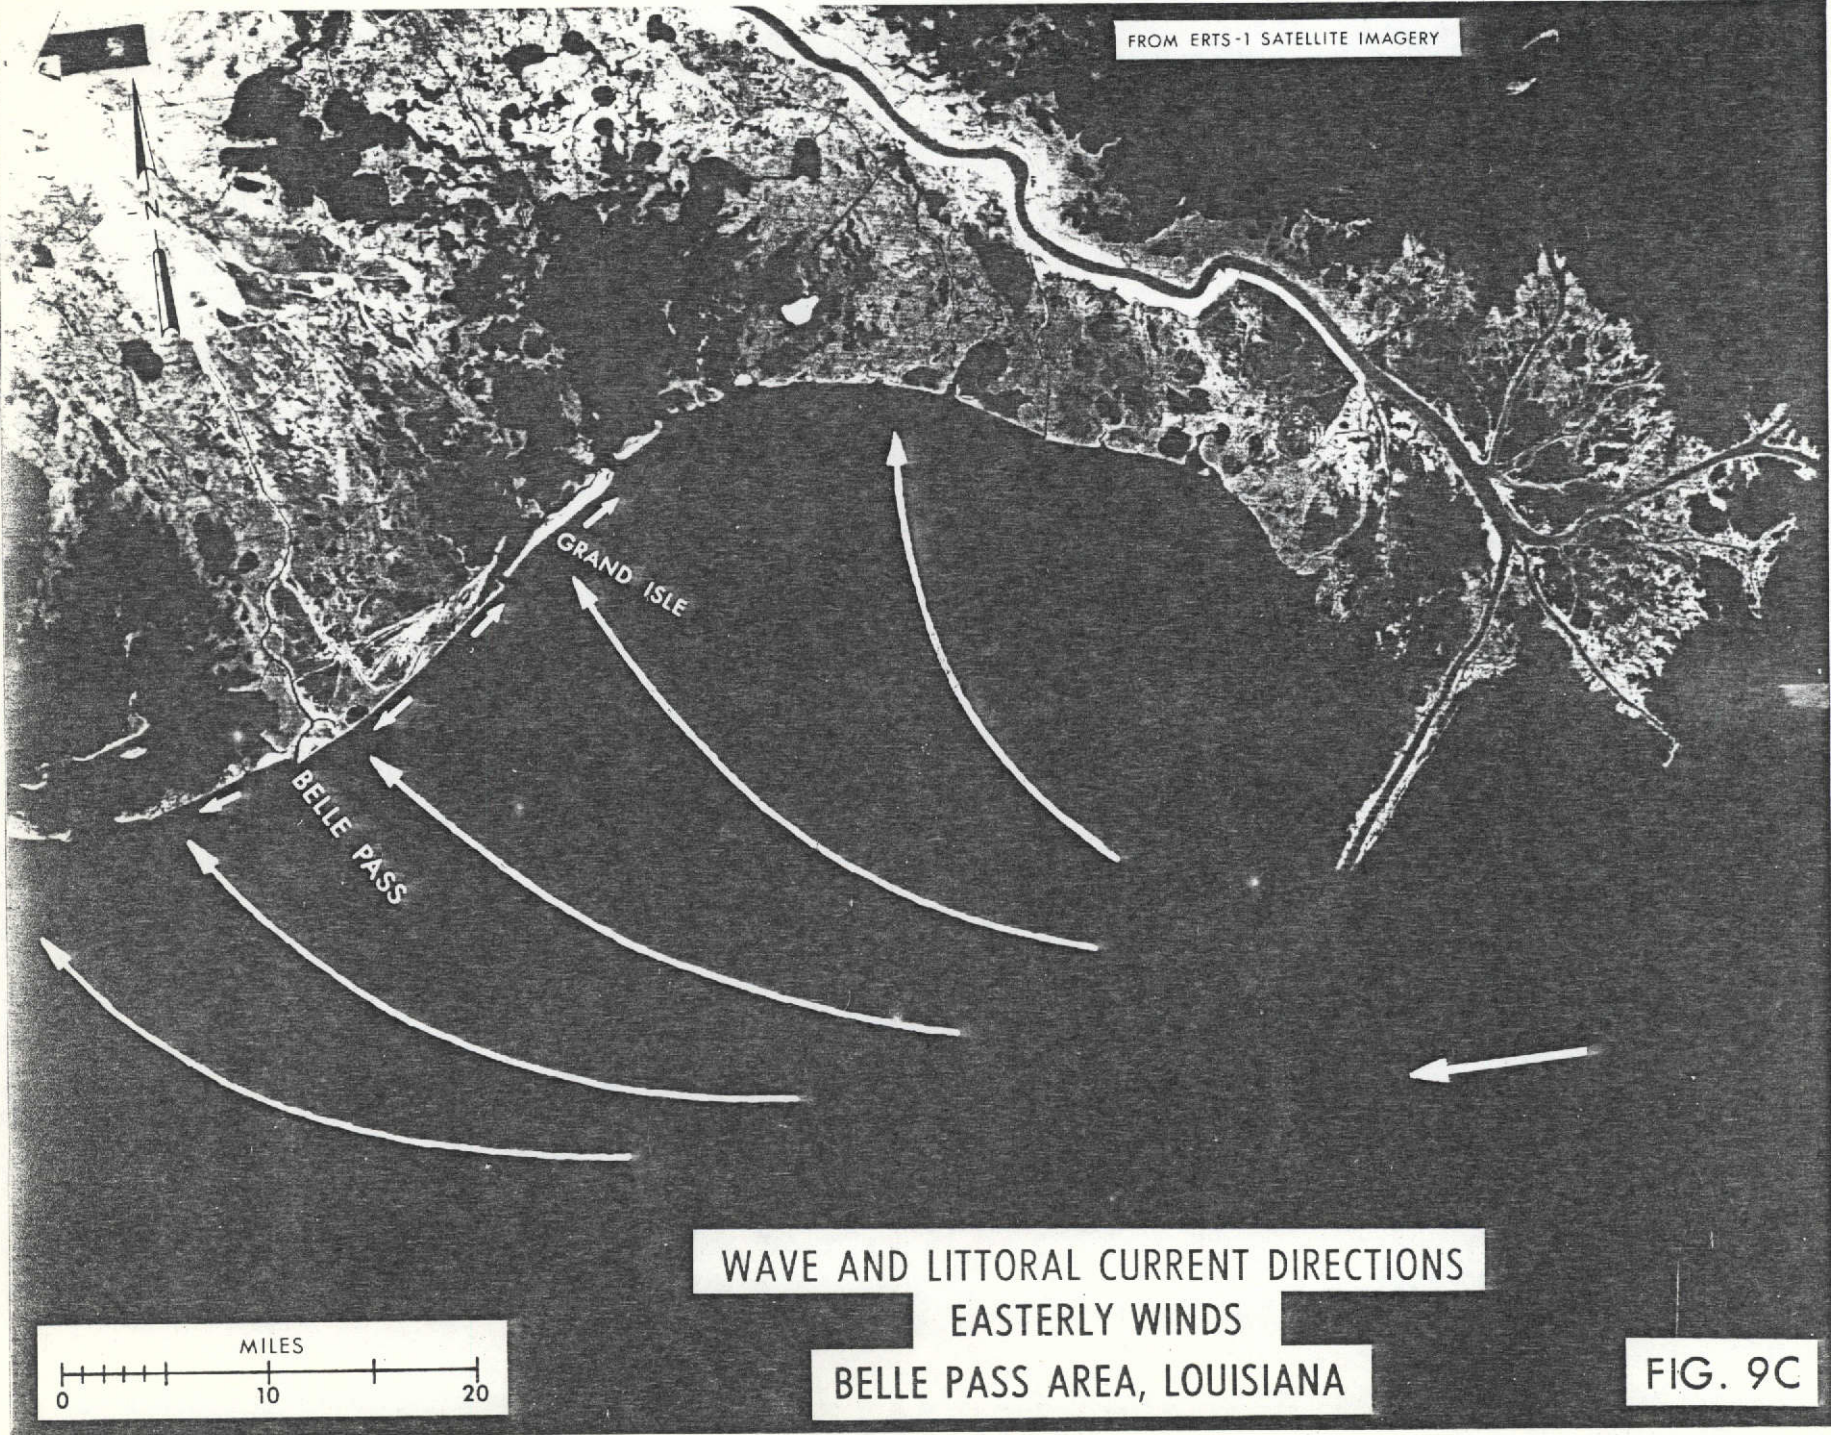 FROM ERTS-1 SATELLITE IMAGERY
N
GRAND ISLE
BELLE PASS
WAVE AND LITTORAL CURRENT DIRECTIONS
EASTERLY WINDS
BELLE PASS AREA, LOUISIANA
MILES
0 10 20
FIG. 9C